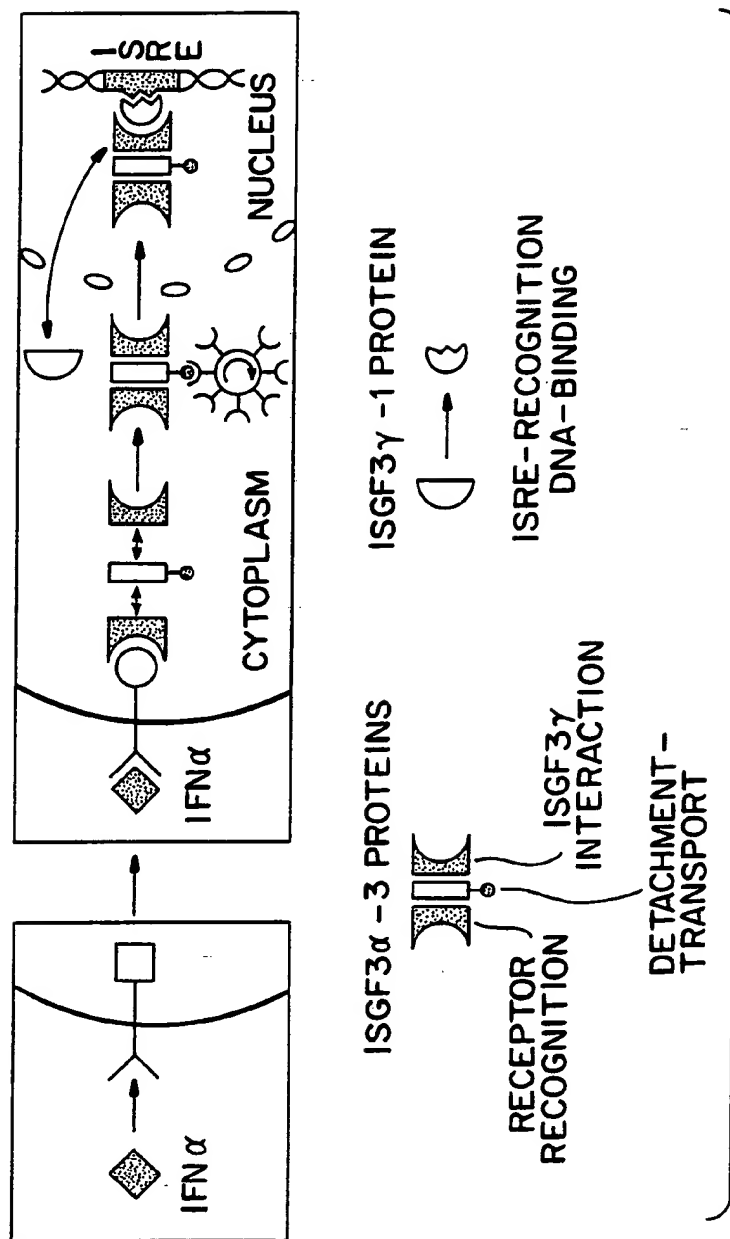 IFNα
IFNα
CYTOPLASM
NUCLEUS
ISRE
ISGF3α-3 PROTEINS
RECEPTOR
RECOGNITION
ISGF3γ
INTERACTION
DETACHMENT-
TRANSPORT
ISGF3γ-1 PROTEIN
ISRE-RECOGNITION
DNA-BINDING